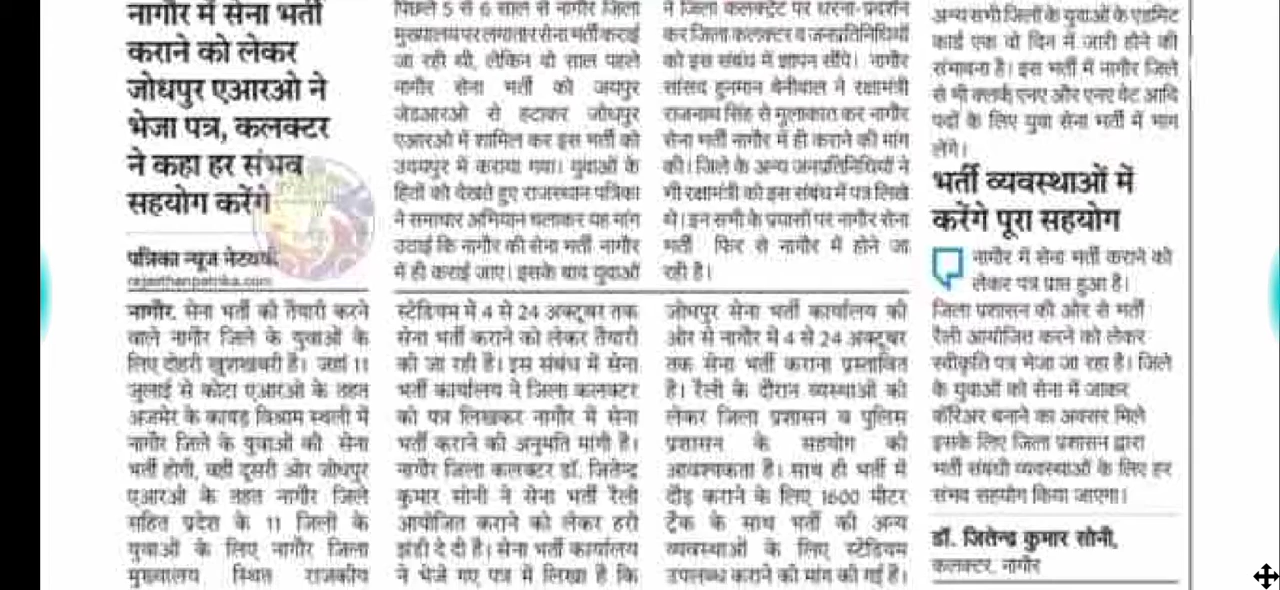 नागौर में सेना भर्ती
कराने को लेकर
जोधपुर एआरओ ने
भेजा पत्र, कलक्टर
ने कहा हर संभव
सहयोग करेंगे
पत्रिका न्यूज नेटवर्क
rajasthanpatrika.com
नागौर. सेना भर्ती की तैयारी करने
वाले नागौर जिले के युवाओं के
लिए दोहरी खुशखबरी है। जहां 11
जुलाई से कोटा एआरओ के तहत
अजमेर के कायड़ विश्राम स्थली में
नागौर जिले के युवाओं की सेना
भर्ती होगी, वहीं दूसरी ओर जोधपुर
एआरओ के तहत नागौर जिले
सहित प्रदेश के 11 जिलों के
युवाओं के लिए नागौर जिला
मुख्यालय स्थित राजकीय
पिछले 5 से 6 साल से नागौर जिला
मुख्यालय पर लगातार सेना भर्ती कराई
जा रही थी, लेकिन दो साल पहले
नागौर सेना भर्ती को जयपुर
जेडआरओ से हटाकर जोधपुर
एआरओ में शामिल कर इस भर्ती को
उदयपुर में कराया गया। युवाओं के
हितों को देखते हुए राजस्थान पत्रिका
ने समाचार अभियान चलाकर यह मांग
उठाई कि नागौर की सेना भर्ती नागौर
में ही कराई जाए। इसके बाद युवाओं
ने जिला कलक्ट्रेट पर धरना-प्रदर्शन
कर जिला कलक्टर व जनप्रतिनिधियों
को इस संबंध में ज्ञापन सौंपे। नागौर
सांसद हनुमान बेनीवाल ने रक्षामंत्री
राजनाथ सिंह से मुलाकात कर नागौर
सेना भर्ती नागौर में ही कराने की मांग
की। जिले के अन्य जनप्रतिनिधियों ने
भी रक्षामंत्री को इस संबंध में पत्र लिखे
थे। इन सभी के प्रयासों पर नागौर सेना
भर्ती फिर से नागौर में होने जा
रही है।
स्टेडियम में 4 से 24 अक्टूबर तक
सेना भर्ती कराने को लेकर तैयारी
की जा रही है। इस संबंध में सेना
भर्ती कार्यालय ने जिला कलक्टर
को पत्र लिखकर नागौर में सेना
भर्ती कराने की अनुमति मांगी है।
नागौर जिला कलक्टर डॉ. जितेन्द्र
कुमार सोनी ने सेना भर्ती रैली
आयोजित कराने को लेकर हरी
झंडी दे दी है। सेना भर्ती कार्यालय
ने भेजे गए पत्र में लिखा है कि
जोधपुर सेना भर्ती कार्यालय की
ओर से नागौर में 4 से 24 अक्टूबर
तक सेना भर्ती कराना प्रस्तावित
है। रैली के दौरान व्यस्थाओं को
लेकर जिला प्रशासन व पुलिस
प्रशासन के सहयोग की
आवश्यकता है। साथ ही भर्ती में
दौड़ कराने के लिए 1600 मीटर
ट्रैक के साथ भर्ती की अन्य
व्यवस्थाओं के लिए स्टेडियम
उपलब्ध कराने की मांग की गई है।
अन्य सभी जिलों के युवाओं के एडमिट
कार्ड एक दो दिन में जारी होने की
संभावना है। इस भर्ती में नागौर जिले
से भी क्लर्क, एनए और एनए वेट आदि
पदों के लिए युवा सेना भर्ती में भाग
लेंगे।
भर्ती व्यवस्थाओं में
करेंगे पूरा सहयोग
नागौर में सेना भर्ती कराने को
लेकर पत्र प्राप्त हुआ है।
जिला प्रशासन की ओर से भर्ती
रैली आयोजित करने को लेकर
स्वीकृति पत्र भेजा जा रहा है। जिले
के युवाओं को सेना में जाकर
कॅरिअर बनाने का अवसर मिले
इसके लिए जिला प्रशासन द्वारा
भर्ती संबंधी व्यवस्थाओं के लिए हर
संभव सहयोग किया जाएगा।
डॉ. जितेन्द्र कुमार सोनी,
कलक्टर, नागौर